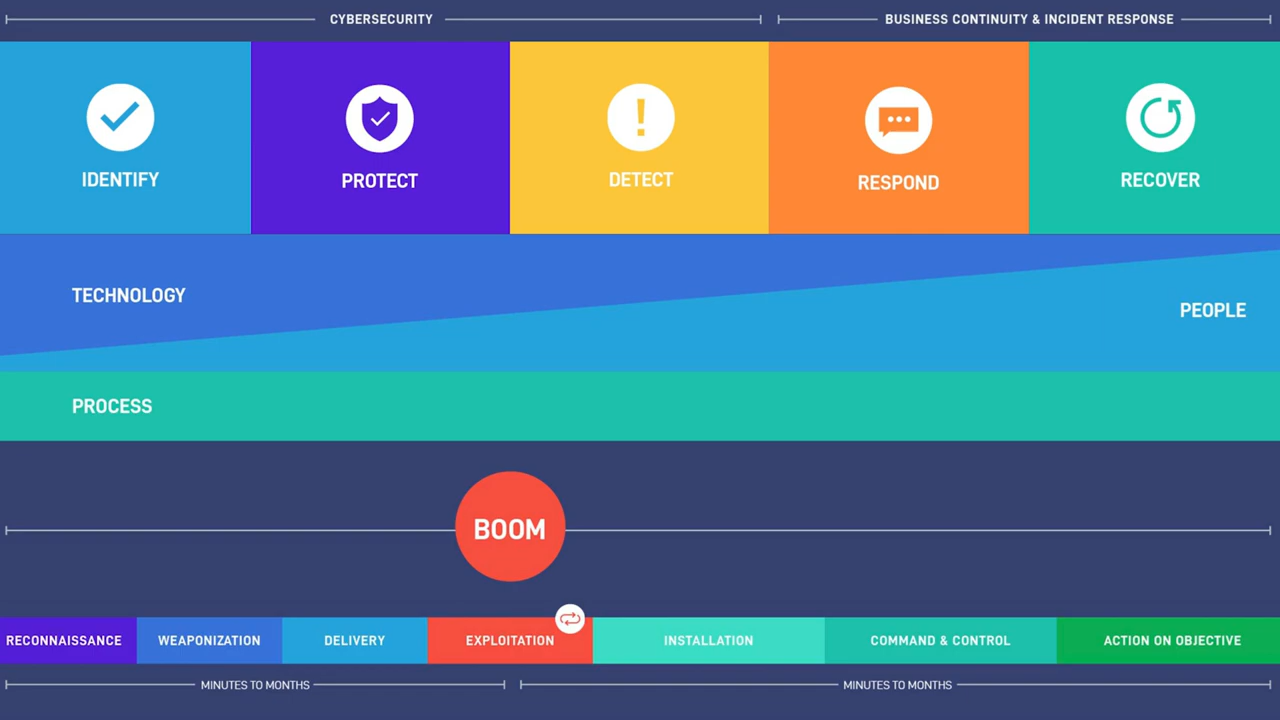 CYBERSECURITY
BUSINESS CONTINUITY & INCIDENT RESPONSE
IDENTIFY
PROTECT
DETECT
RESPOND
RECOVER
TECHNOLOGY
PEOPLE
PROCESS
BOOM
RECONNAISSANCE
WEAPONIZATION
DELIVERY
EXPLOITATION
INSTALLATION
COMMAND & CONTROL
ACTION ON OBJECTIVE
MINUTES TO MONTHS
MINUTES TO MONTHS